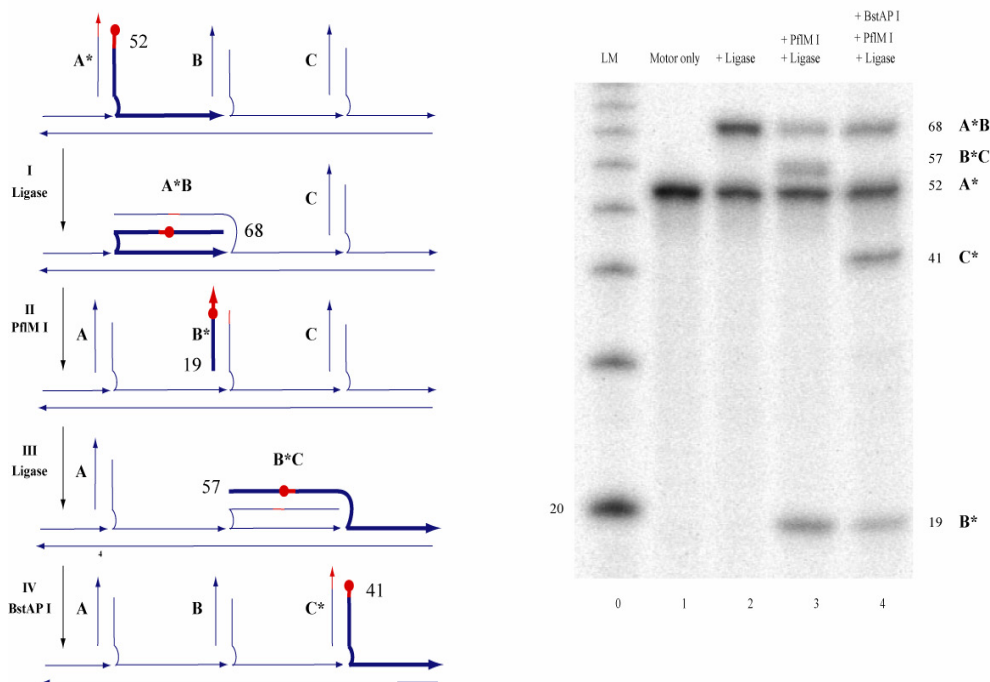 52
A*
B
C
I
Ligase
A*B
C
68
II
PflM I
A
B*
C
19
III
Ligase
A
B*C
57
4
IV
BstAP I
A
B
C*
41
+ BstAP I
+ PflM I
+ PflM I
LM
Motor only
+ Ligase
+ Ligase
+ Ligase
68 A*B
57 B*C
52 A*
41 C*
20
19 B*
0 1 2 3 4